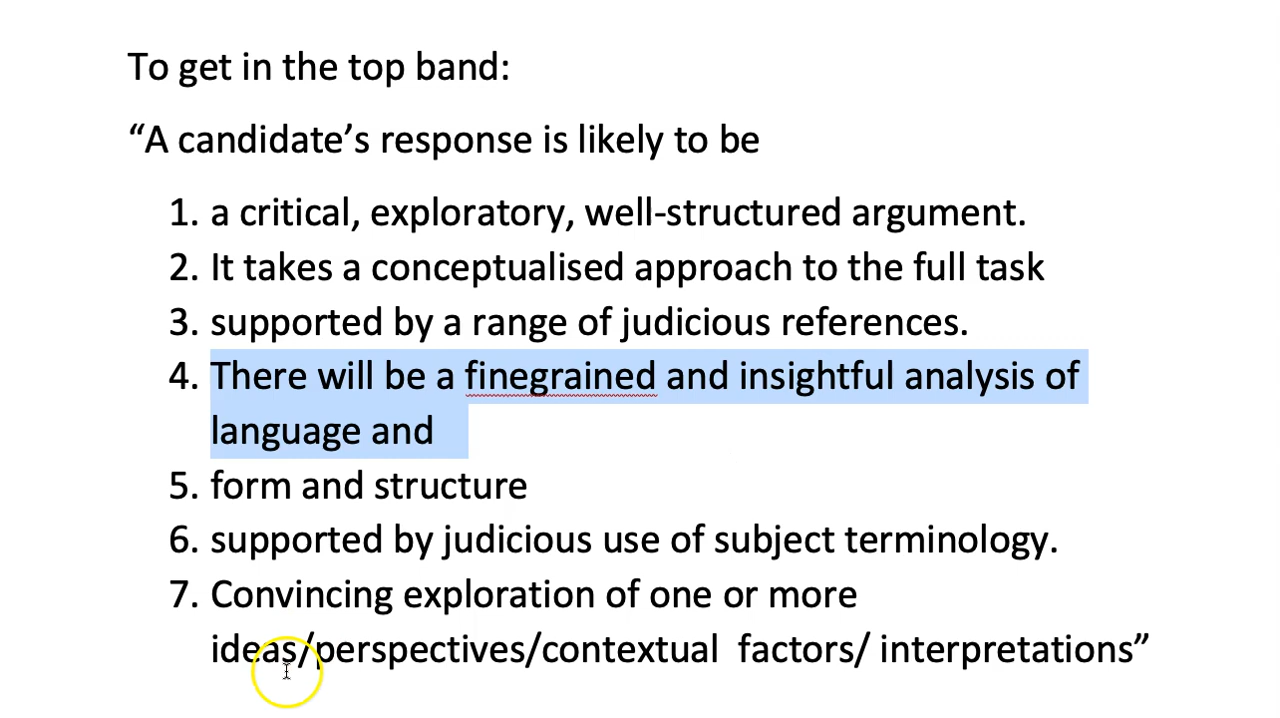 To get in the top band:
“A candidate’s response is likely to be
1. a critical, exploratory, well-structured argument.
2. It takes a conceptualised approach to the full task
3. supported by a range of judicious references.
4. There will be a finegrained and insightful analysis of
language and
5. form and structure
6. supported by judicious use of subject terminology.
7. Convincing exploration of one or more
ideas/perspectives/contextual  factors/ interpretations”